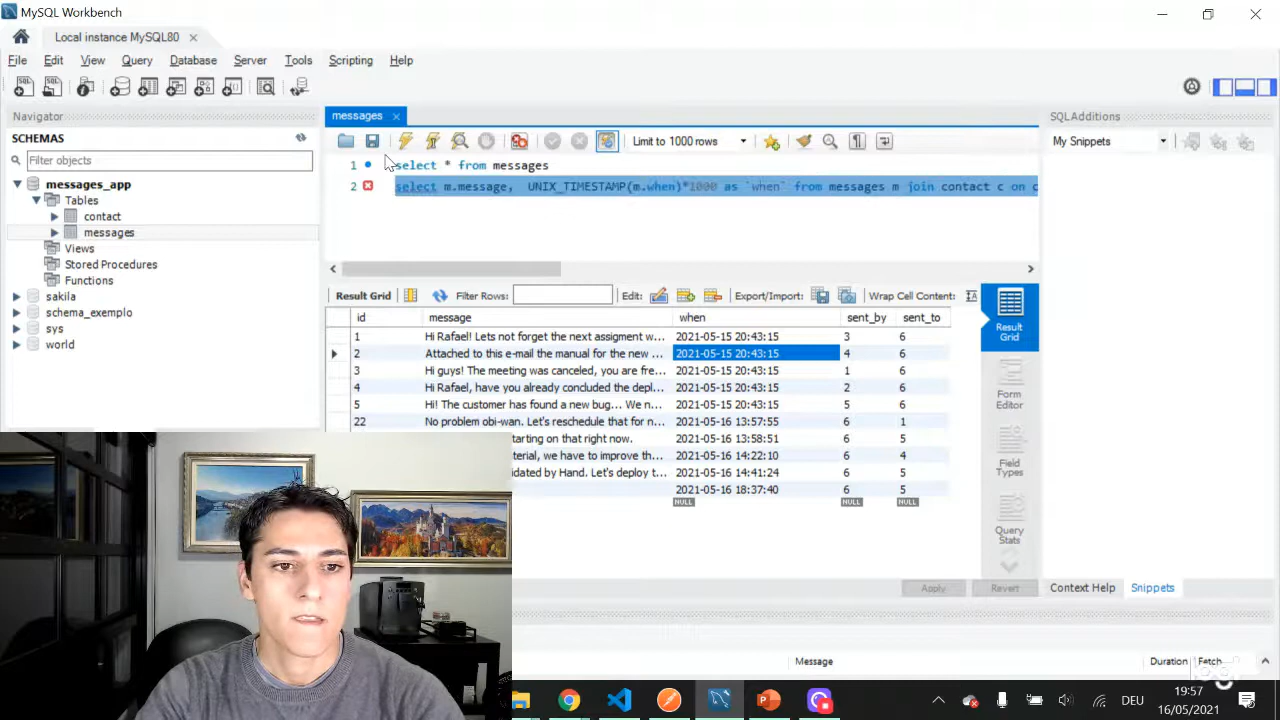 MySQL Workbench
Local instance MySQL80
File Edit View Query Database Server Tools Scripting Help
Navigator
SCHEMAS
Filter objects
messages_app
Tables
contact
messages
Views
Stored Procedures
Functions
sakila
schema_exemplo
sys
world
messages
Limit to 1000 rows
1 select * from messages
2 select m.message, UNIX_TIMESTAMP(m.when)*1000 as `when` from messages m join contact c on c
Result Grid Filter Rows: Edit: Export/Import: Wrap Cell Content:
id message when sent_by sent_to
1 Hi Rafael! Lets not forget the next assigment w... 2021-05-15 20:43:15 3 6
2 Attached to this e-mail the manual for the new ... 2021-05-15 20:43:15 4 6
3 Hi guys! The meeting was canceled, you are fre... 2021-05-15 20:43:15 1 6
4 Hi Rafael, have you already concluded the depl... 2021-05-15 20:43:15 2 6
5 Hi! The customer has found a new bug... We n... 2021-05-15 20:43:15 5 6
22 No problem obi-wan. Let's reschedule that for n... 2021-05-16 13:57:55 6 1
tarting on that right now. 2021-05-16 13:58:51 6 5
aterial, we have to improve th... 2021-05-16 14:22:10 6 4
idated by Hand. Let's deploy t... 2021-05-16 14:41:24 6 5
2021-05-16 18:37:40 6 5
NULL NULL NULL
Result Grid
Form Editor
Field Types
Query Stats
Apply Revert
SQLAdditions
My Snippets
Context Help Snippets
Message Duration / Fetch
DEU
19:57
16/05/2021